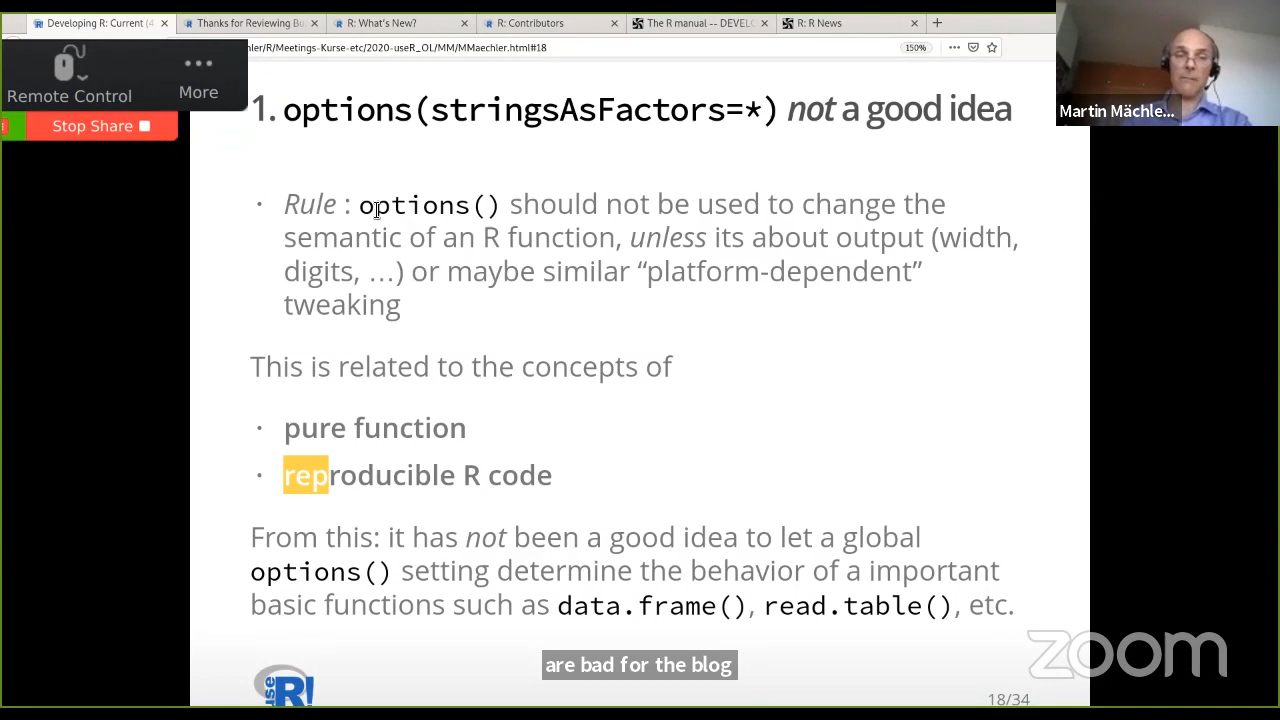 Developing R: Current (4
Thanks for Reviewing Bu
R: What's New?
R: Contributors
The R manual -- DEVELO
R: R News
hler/R/Meetings-Kurse-etc/2020-useR_OL/MM/MMaechler.html#18
150%
Remote Control
More
Stop Share
Martin Mächle...
1. options(stringsAsFactors=*) not a good idea
· Rule : options() should not be used to change the
semantic of an R function, unless its about output (width,
digits, …) or maybe similar “platform-dependent”
tweaking
This is related to the concepts of
· pure function
· reproducible R code
From this: it has not been a good idea to let a global
options() setting determine the behavior of a important
basic functions such as data.frame(), read.table(), etc.
are bad for the blog
zoom
use R!
18/34